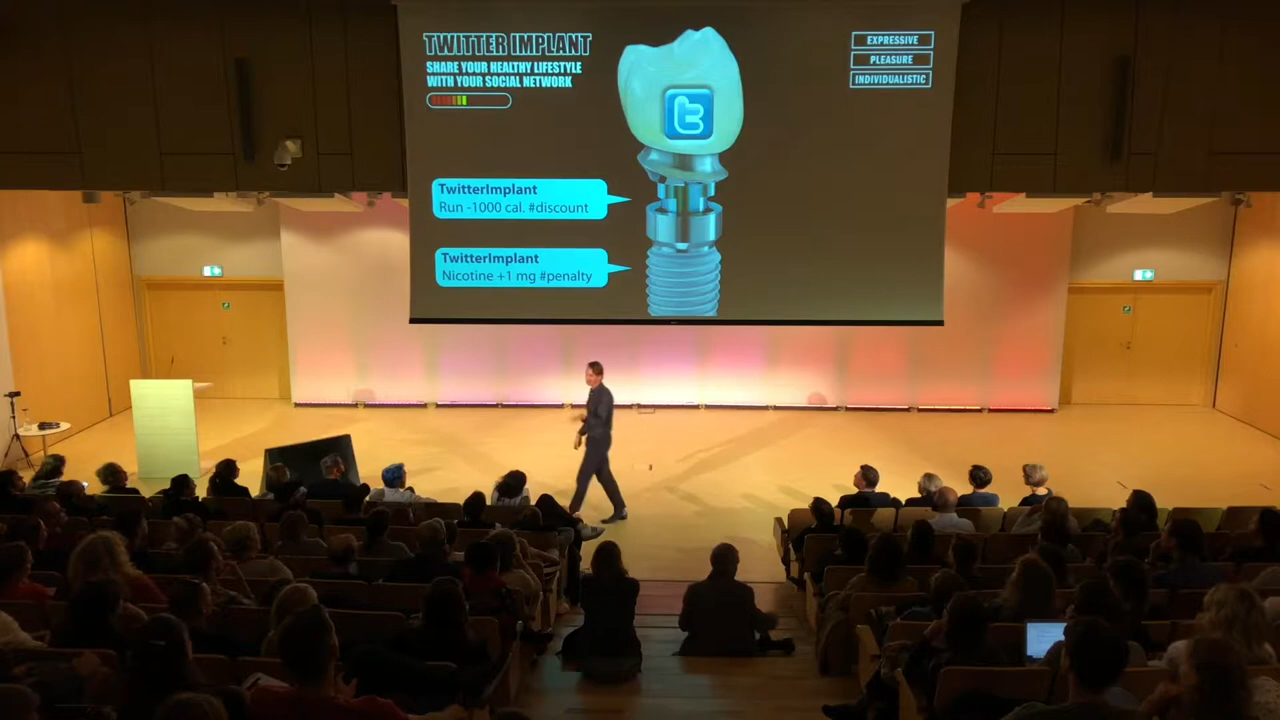 TWITTER IMPLANT
SHARE YOUR HEALTHY LIFESTYLE
WITH YOUR SOCIAL NETWORK
EXPRESSIVE
PLEASURE
INDIVIDUALISTIC
t
TwitterImplant
Run -1000 cal. #discount
TwitterImplant
Nicotine +1 mg #penalty